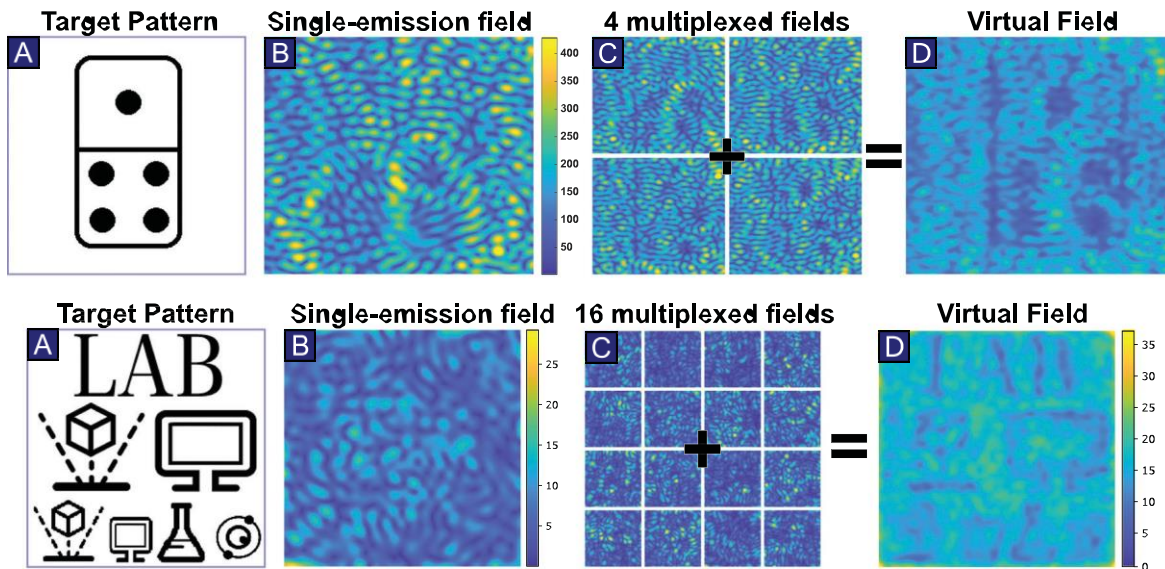 Target Pattern
Single-emission field
4 multiplexed fields
Virtual Field
A
B
C
D
400
350
300
250
200
150
100
50
Target Pattern
Single-emission field
16 multiplexed fields
Virtual Field
A
B
C
D
LAB
25
20
15
10
5
35
30
25
20
15
10
5
0